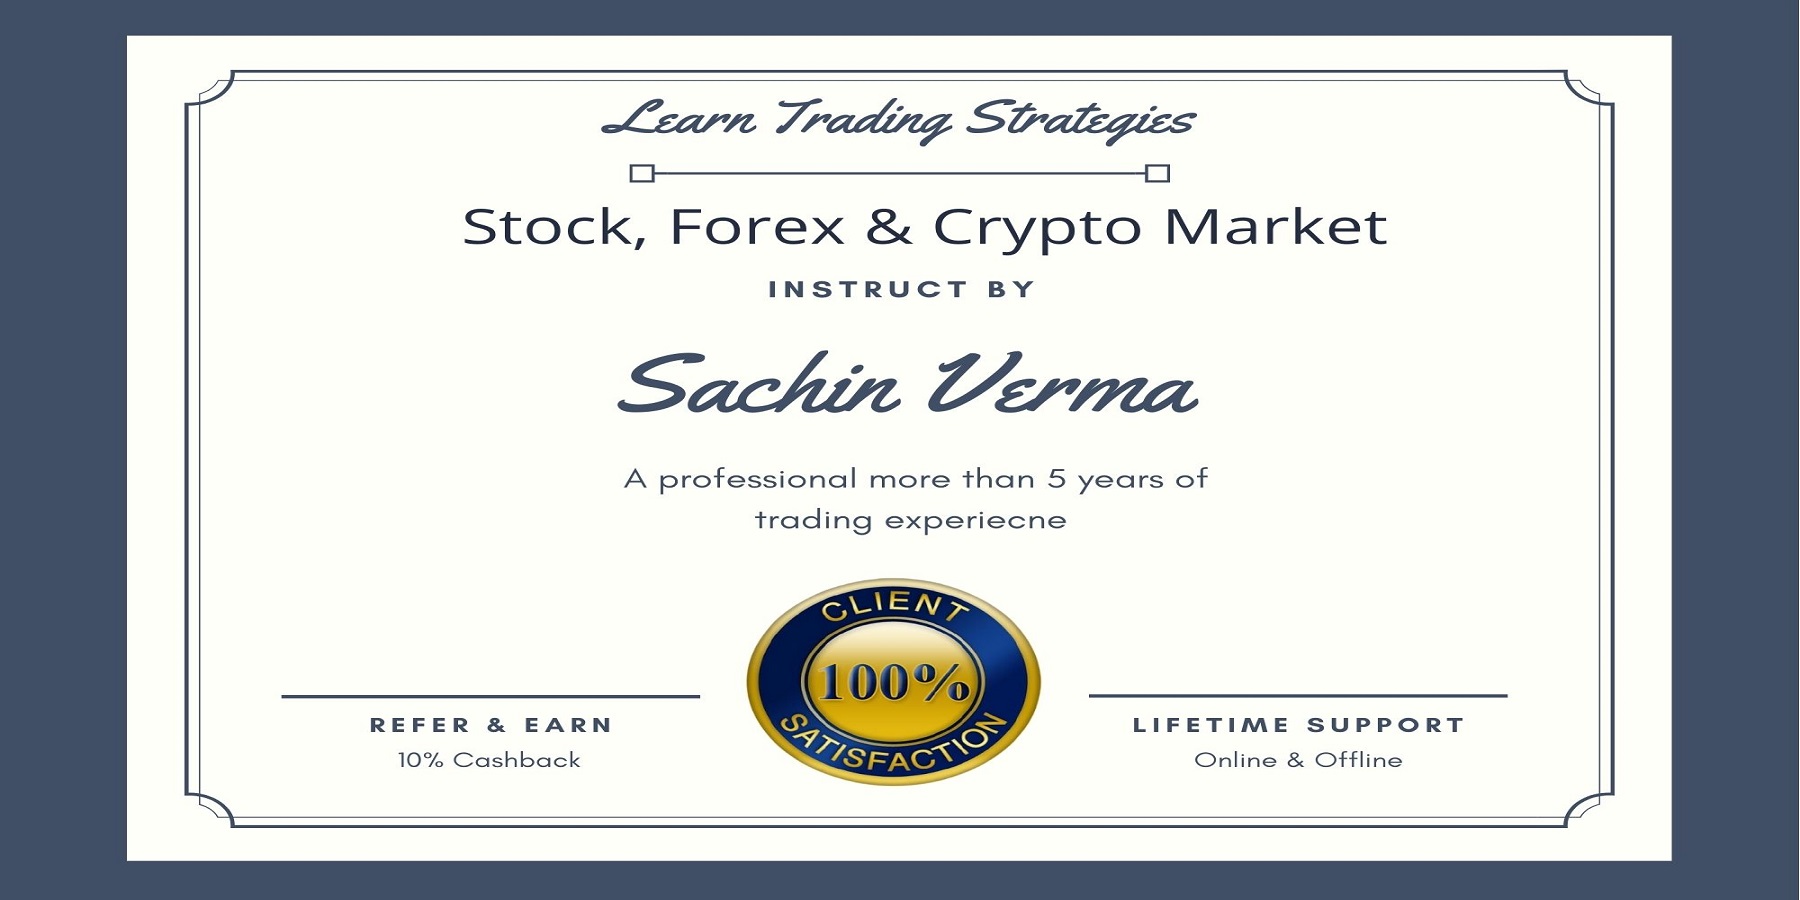 Learn Trading Strategies
Stock, Forex & Crypto Market
INSTRUCT BY
Sachin Verma
A professional more than 5 years of
trading experiecne
CLIENT
100%
SATISFACTION
REFER & EARN
10% Cashback
LIFETIME SUPPORT
Online & Offline